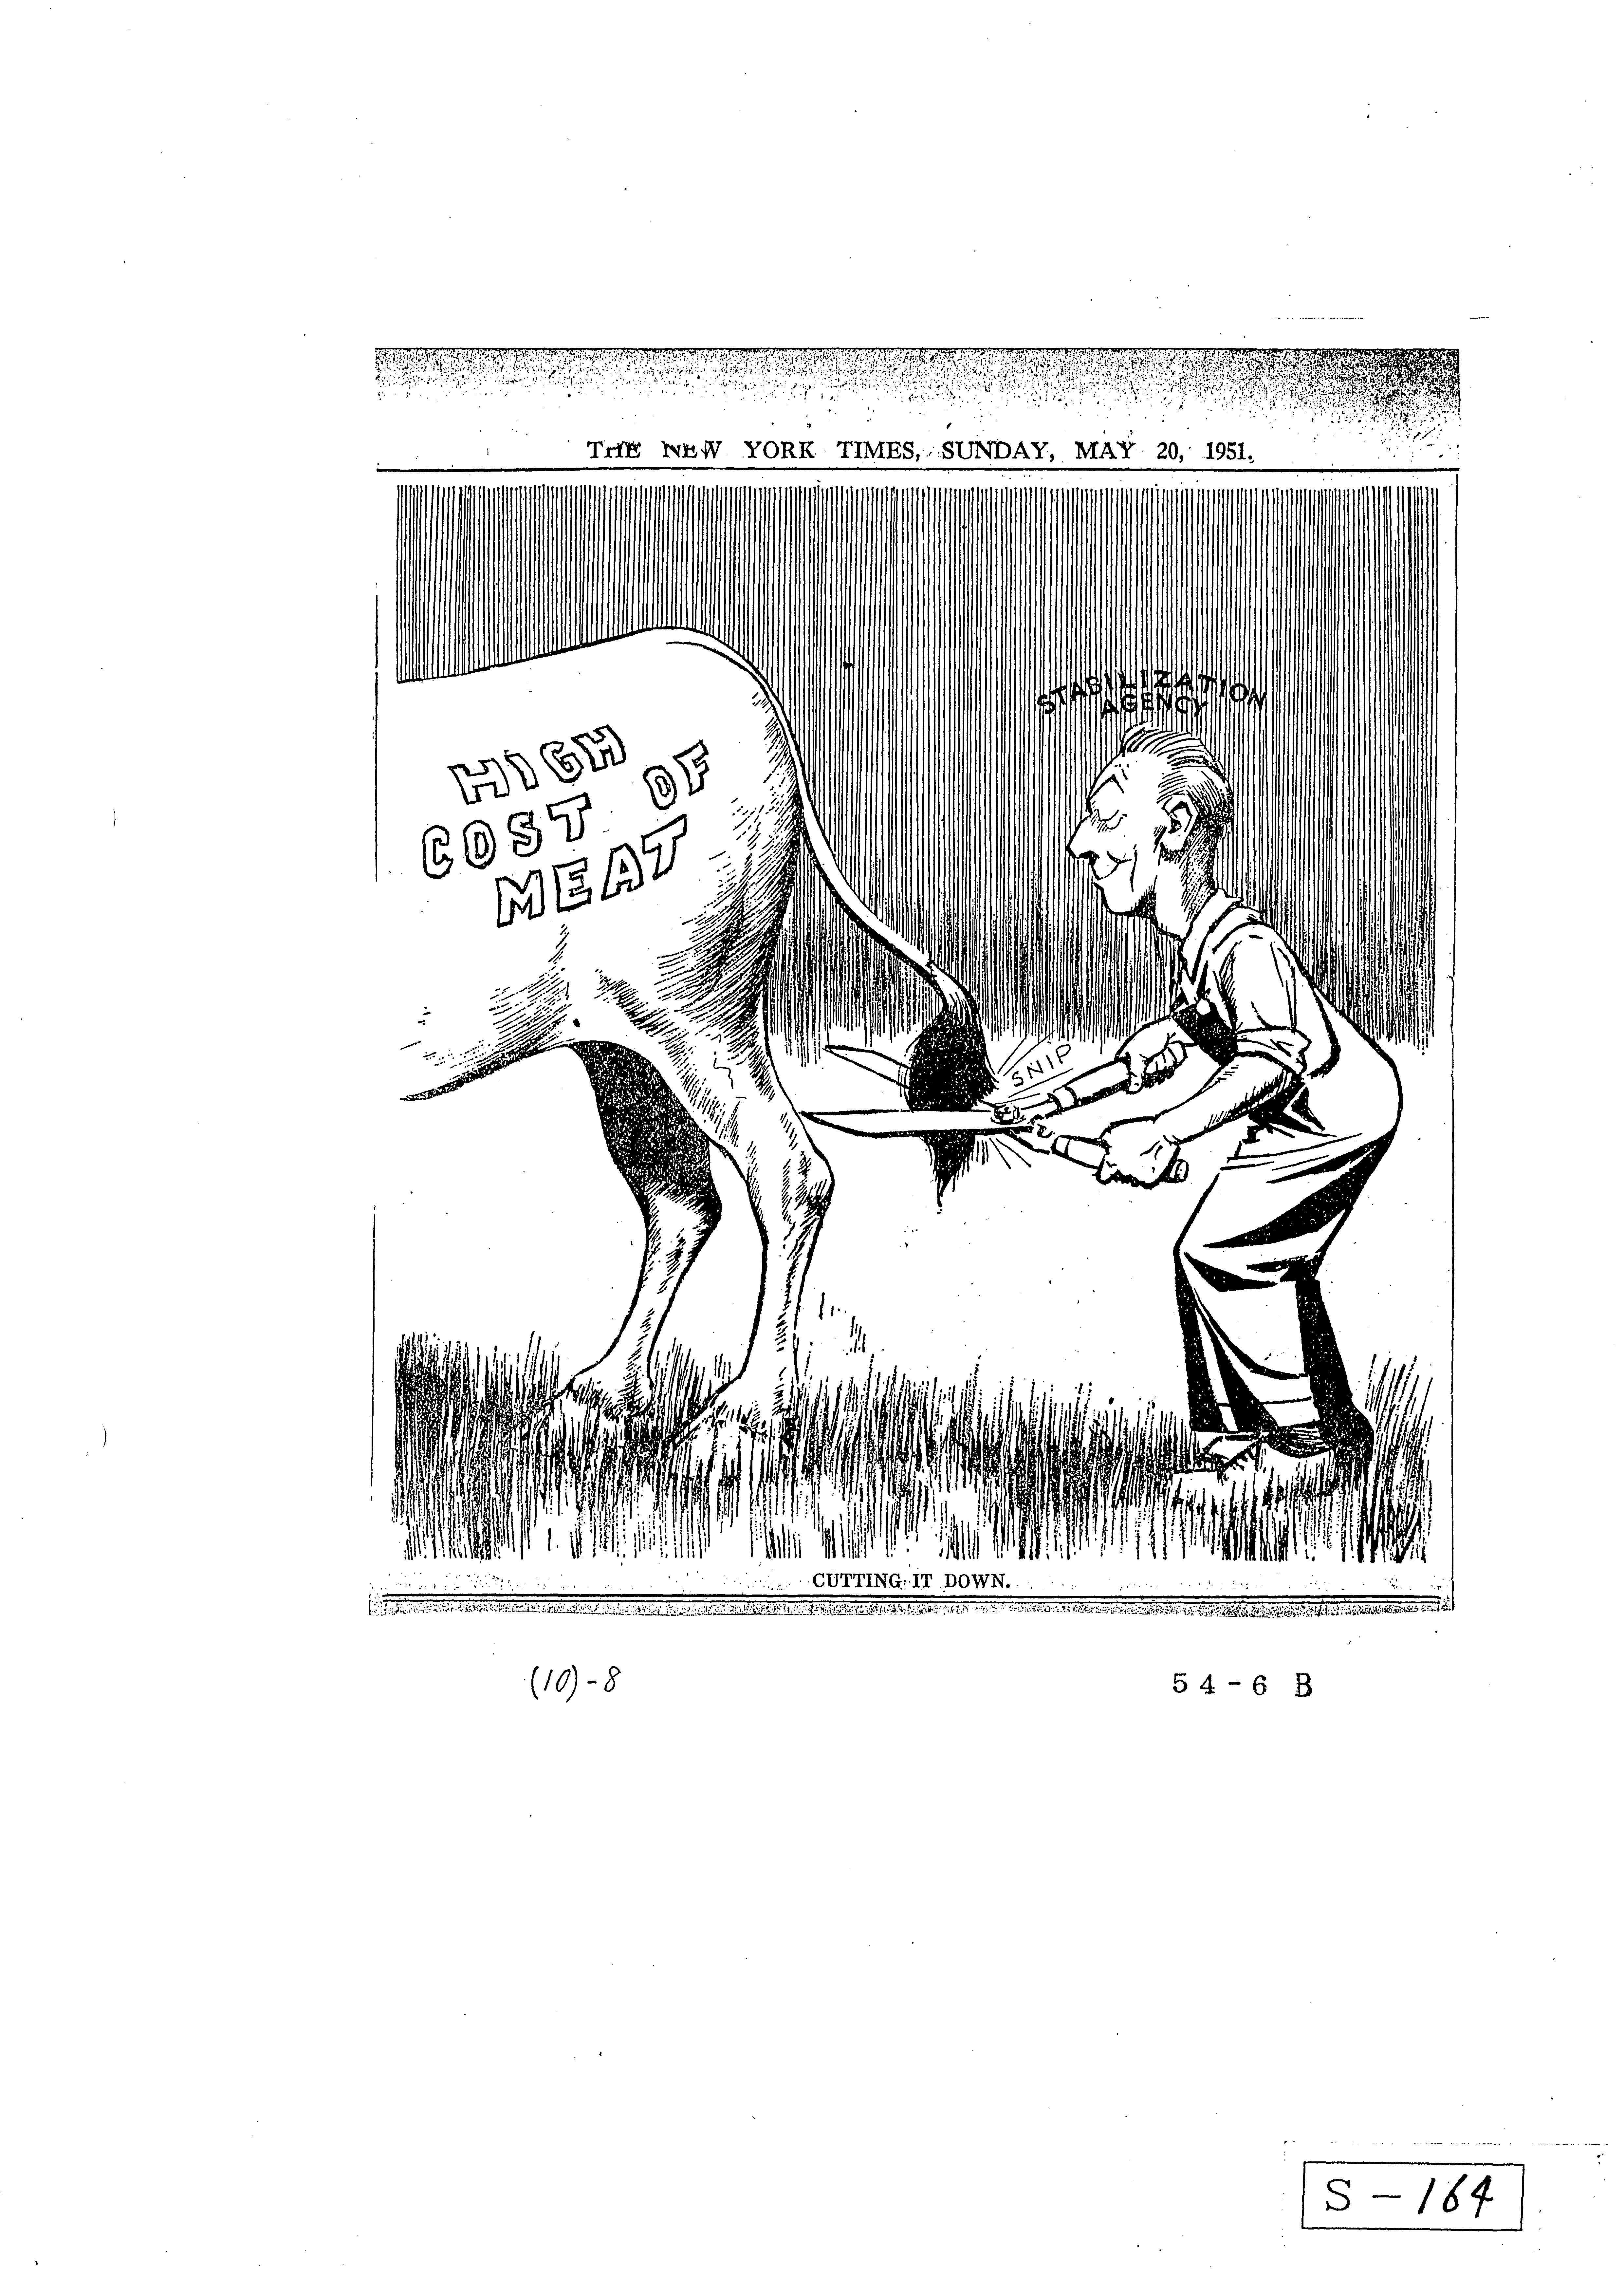 THE NEW YORK TIMES, SUNDAY, MAY 20, 1951.
STABILIZATION
AGENCY
HIGH
COST OF
MEAT
SNIP
CUTTING IT DOWN.
(10)-8
54-6 B
S-164